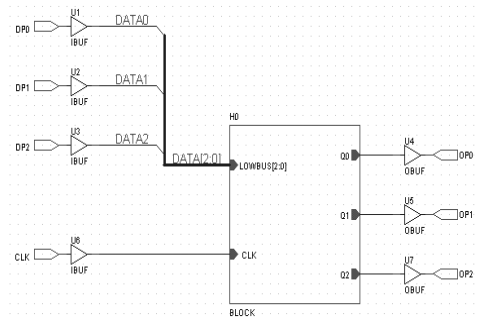 U1
DP0
DATA0
IBUF
U2
DP1
DATA1
IBUF
U3
DP2
DATA2
IBUF
DATA[2:0]
H0
LOWBUS[2:0]
Q0
U4
OP0
OBUF
Q1
U5
OP1
OBUF
U6
CLK
IBUF
CLK
Q2
U7
OP2
OBUF
BLOCK